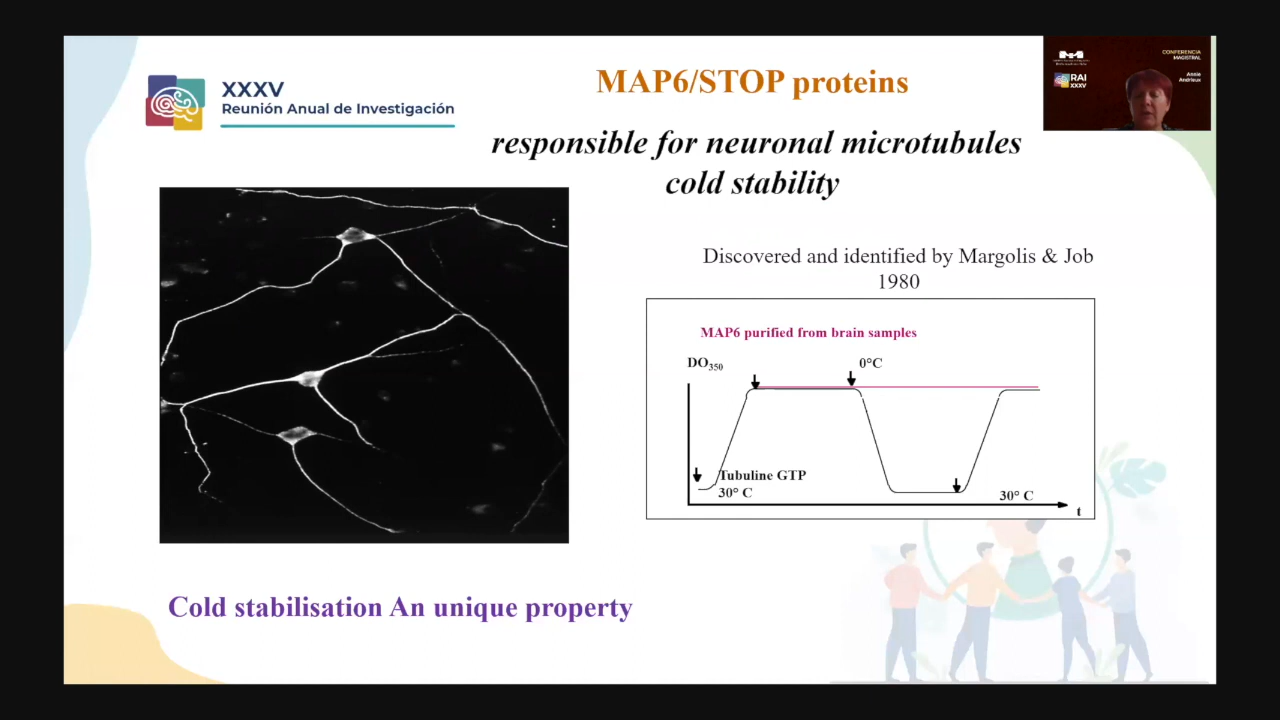 XXXV
Reunión Anual de Investigación
MAP6/STOP proteins
responsible for neuronal microtubules
cold stability
CONFERENCIA
MAGISTRAL
RAI
XXXV
Annie
Andrieux
Discovered and identified by Margolis & Job
1980
MAP6 purified from brain samples
DO350
0°C
Tubuline GTP
30° C
30° C
t
Cold stabilisation An unique property